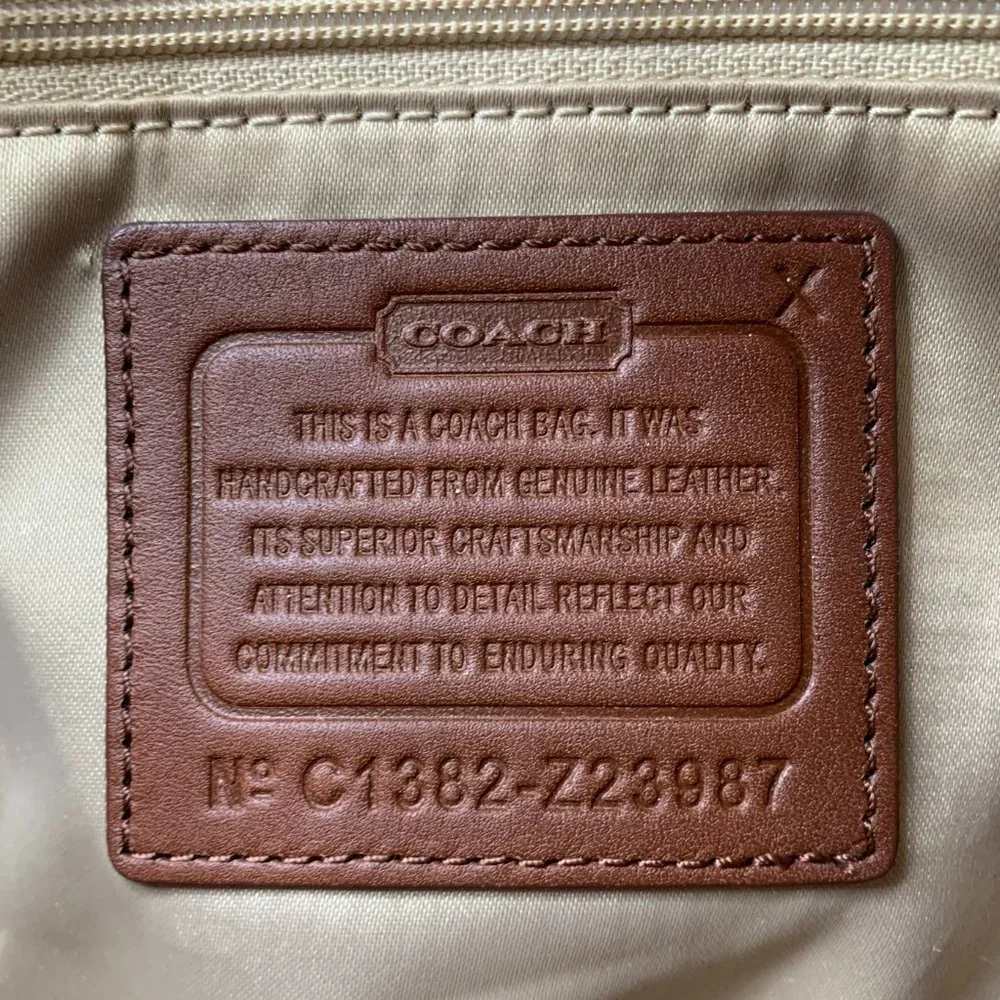 X
COACH
THIS IS A COACH BAG. IT WAS
HANDCRAFTED FROM GENUINE LEATHER.
ITS SUPERIOR CRAFTSMANSHIP AND
ATTENTION TO DETAIL REFLECT OUR
COMMITMENT TO ENDURING QUALITY.
Nº C1382-Z23987